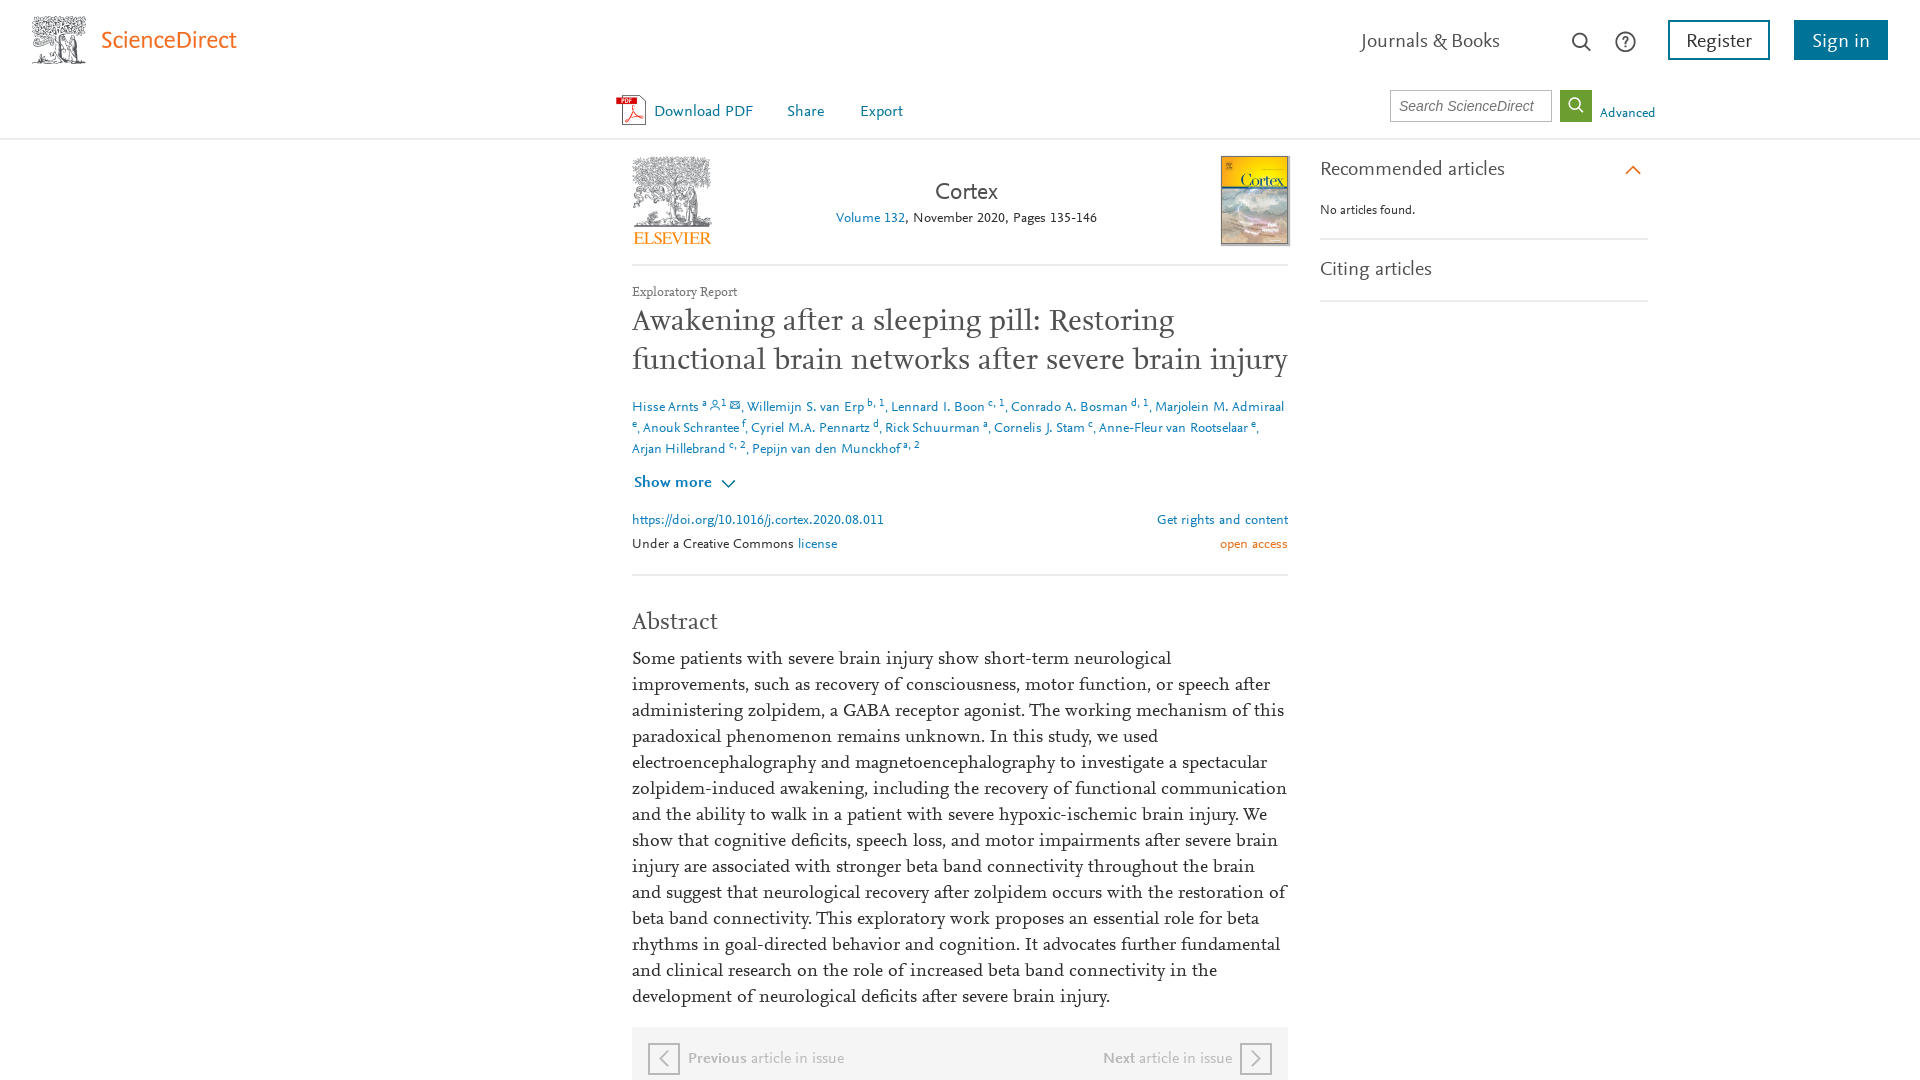 ScienceDirect
Journals & Books
Register
Sign in
PDF
Download PDF
Share
Export
Search ScienceDirect
Advanced
ELSEVIER
Cortex
Volume 132, November 2020, Pages 135-146
Cortex
Recommended articles
No articles found.
Citing articles
Exploratory Report
Awakening after a sleeping pill: Restoring
functional brain networks after severe brain injury
Hisse Arnts a 1, Willemijn S. van Erp b, 1, Lennard I. Boon c, 1, Conrado A. Bosman d, 1, Marjolein M. Admiraal
e, Anouk Schrantee f, Cyriel M.A. Pennartz d, Rick Schuurman a, Cornelis J. Stam c, Anne-Fleur van Rootselaar e,
Arjan Hillebrand c, 2, Pepijn van den Munckhof a, 2
Show more
https://doi.org/10.1016/j.cortex.2020.08.011
Get rights and content
Under a Creative Commons license
open access
Abstract
Some patients with severe brain injury show short-term neurological
improvements, such as recovery of consciousness, motor function, or speech after
administering zolpidem, a GABA receptor agonist. The working mechanism of this
paradoxical phenomenon remains unknown. In this study, we used
electroencephalography and magnetoencephalography to investigate a spectacular
zolpidem-induced awakening, including the recovery of functional communication
and the ability to walk in a patient with severe hypoxic-ischemic brain injury. We
show that cognitive deficits, speech loss, and motor impairments after severe brain
injury are associated with stronger beta band connectivity throughout the brain
and suggest that neurological recovery after zolpidem occurs with the restoration of
beta band connectivity. This exploratory work proposes an essential role for beta
rhythms in goal-directed behavior and cognition. It advocates further fundamental
and clinical research on the role of increased beta band connectivity in the
development of neurological deficits after severe brain injury.
Previous article in issue
Next article in issue